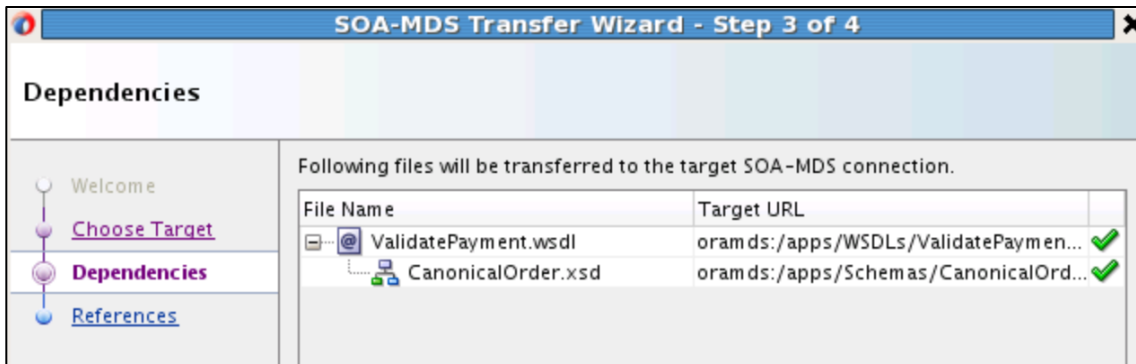 SOA-MDS Transfer Wizard - Step 3 of 4
Dependencies
Welcome
Choose Target
Dependencies
References
Following files will be transferred to the target SOA-MDS connection.
File Name Target URL
ValidatePayment.wsdl oramds:/apps/WSDLs/ValidatePaymen...
CanonicalOrder.xsd oramds:/apps/Schemas/CanonicalOrd...